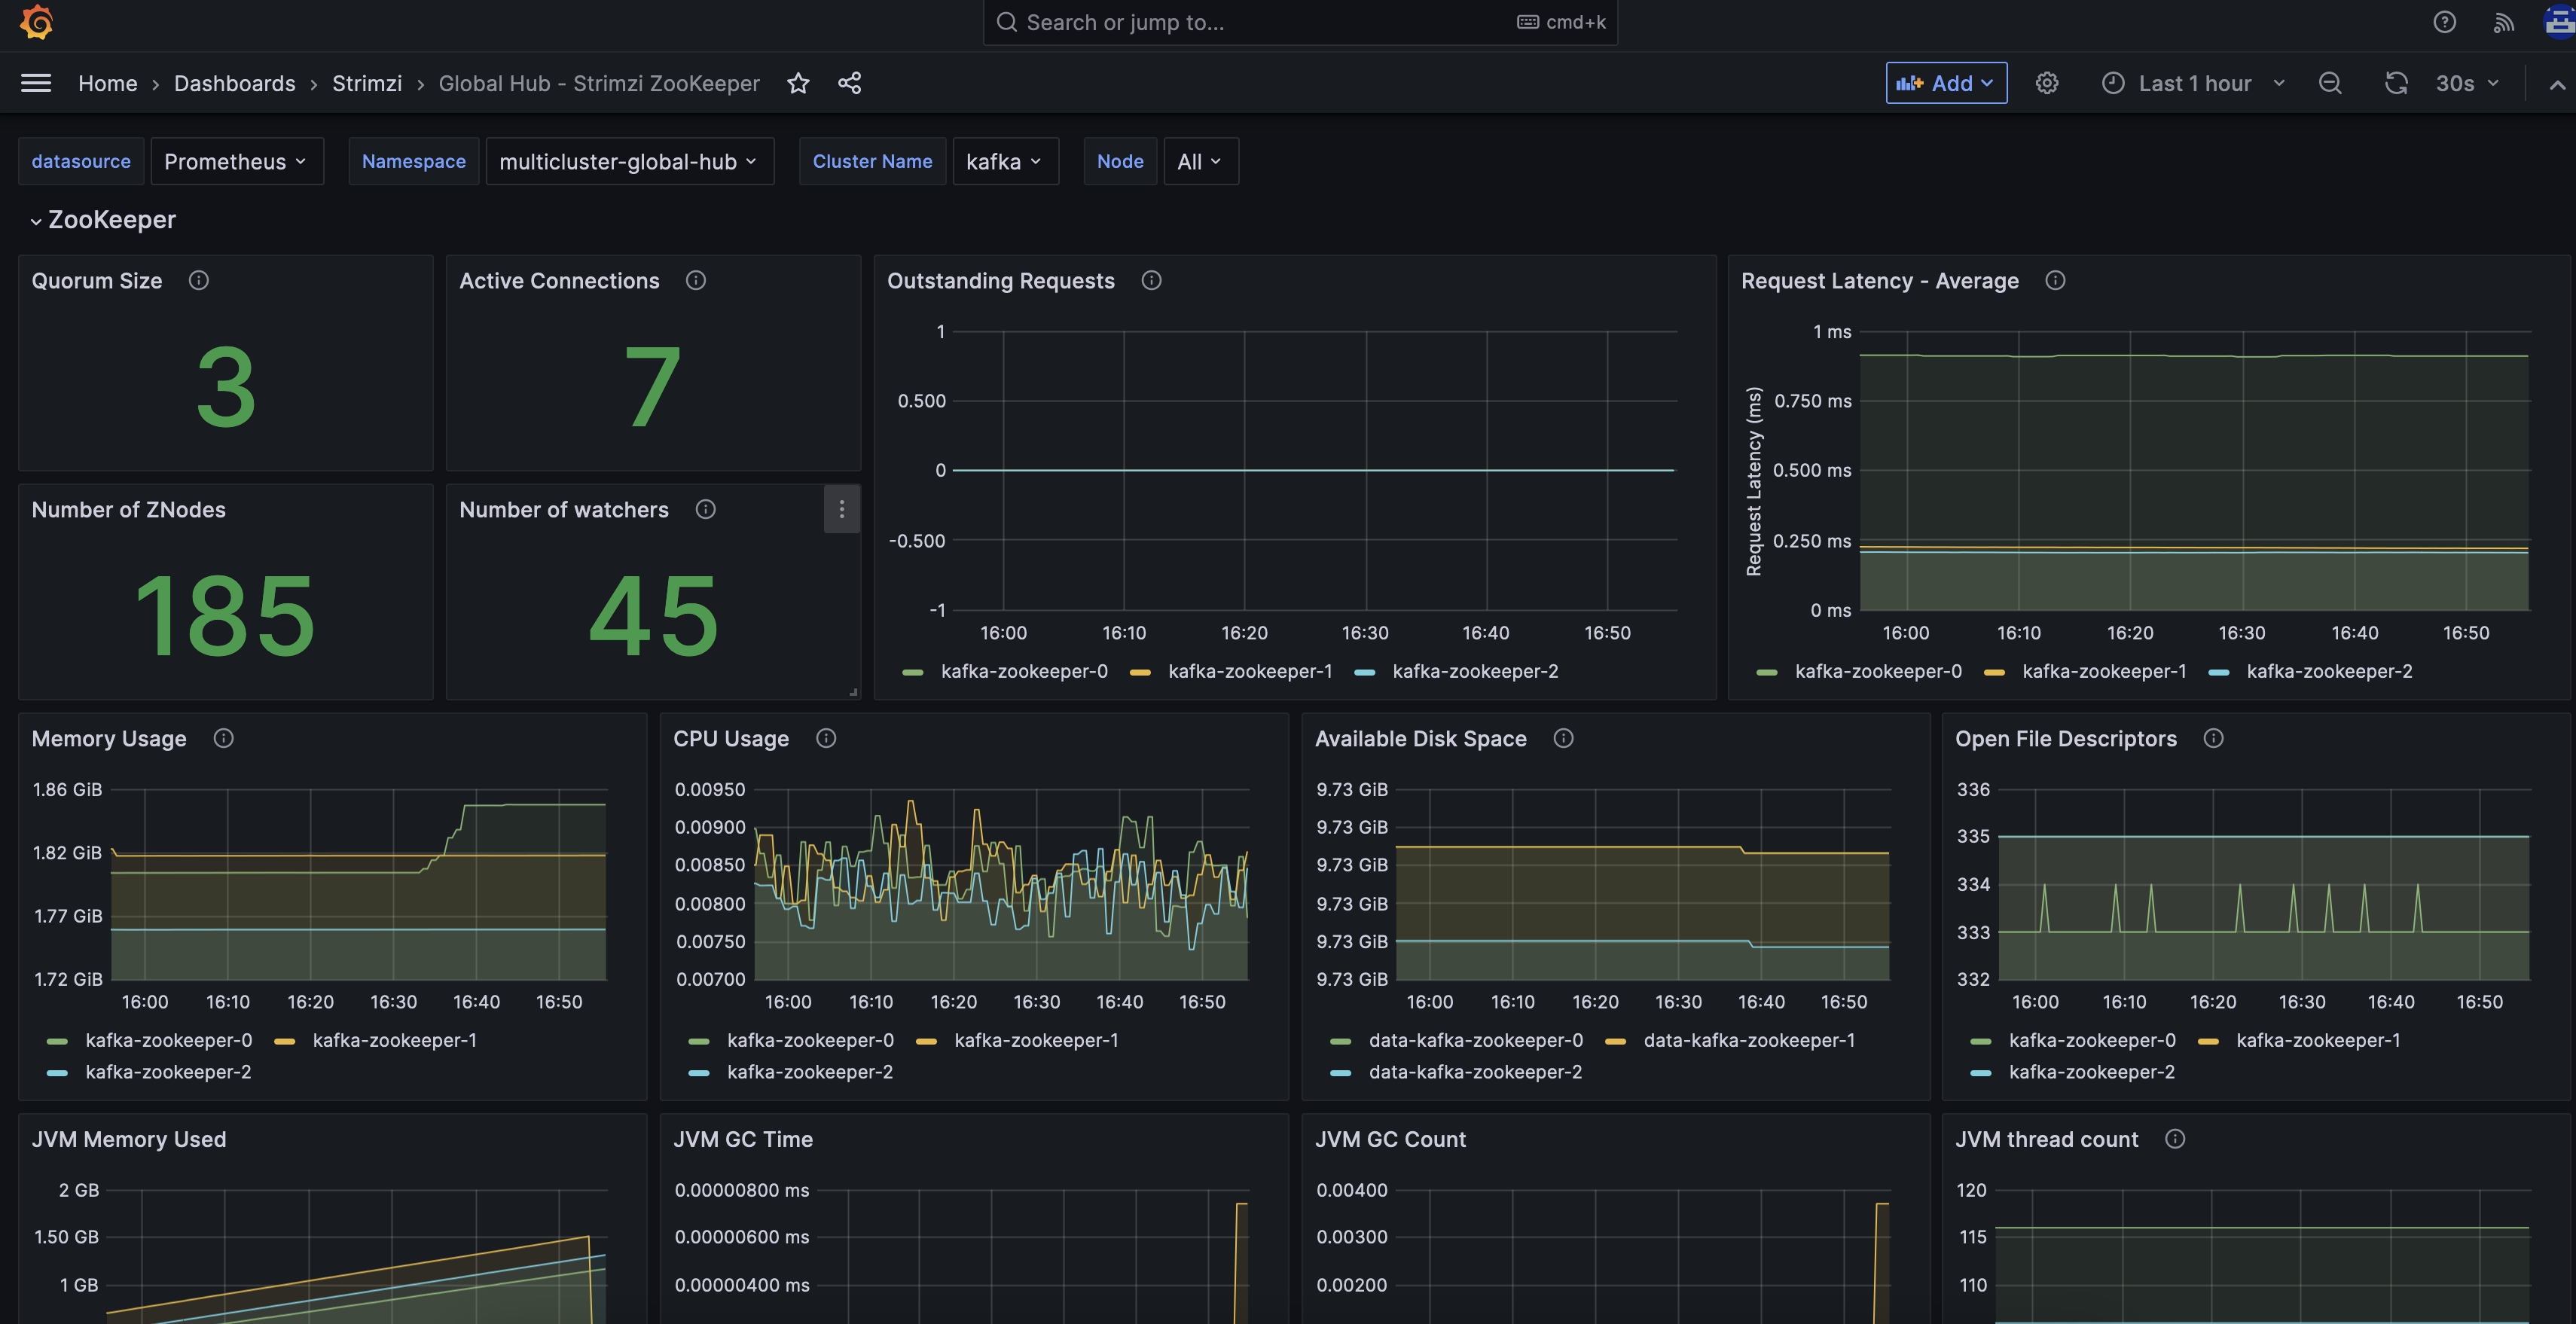 Search or jump to...
cmd+k
Home › Dashboards › Strimzi › Global Hub - Strimzi ZooKeeper
Add
Last 1 hour
30s
datasource Prometheus Namespace multicluster-global-hub Cluster Name kafka Node All
ZooKeeper
Quorum Size
3
Active Connections
7
Number of ZNodes
185
Number of watchers
45
Outstanding Requests
1
0.500
0
-0.500
-1
16:00 16:10 16:20 16:30 16:40 16:50
kafka-zookeeper-0 kafka-zookeeper-1 kafka-zookeeper-2
Request Latency - Average
Request Latency (ms)
1 ms
0.750 ms
0.500 ms
0.250 ms
0 ms
16:00 16:10 16:20 16:30 16:40 16:50
kafka-zookeeper-0 kafka-zookeeper-1 kafka-zookeeper-2
Memory Usage
1.86 GiB
1.82 GiB
1.77 GiB
1.72 GiB
16:00 16:10 16:20 16:30 16:40 16:50
kafka-zookeeper-0 kafka-zookeeper-1
kafka-zookeeper-2
CPU Usage
0.00950
0.00900
0.00850
0.00800
0.00750
0.00700
16:00 16:10 16:20 16:30 16:40 16:50
kafka-zookeeper-0 kafka-zookeeper-1
kafka-zookeeper-2
Available Disk Space
9.73 GiB
9.73 GiB
9.73 GiB
9.73 GiB
9.73 GiB
9.73 GiB
16:00 16:10 16:20 16:30 16:40 16:50
data-kafka-zookeeper-0 data-kafka-zookeeper-1
data-kafka-zookeeper-2
Open File Descriptors
336
335
334
333
332
16:00 16:10 16:20 16:30 16:40 16:50
kafka-zookeeper-0 kafka-zookeeper-1
kafka-zookeeper-2
JVM Memory Used
2 GB
1.50 GB
1 GB
JVM GC Time
0.00000800 ms
0.00000600 ms
0.00000400 ms
JVM GC Count
0.00400
0.00300
0.00200
JVM thread count
120
115
110